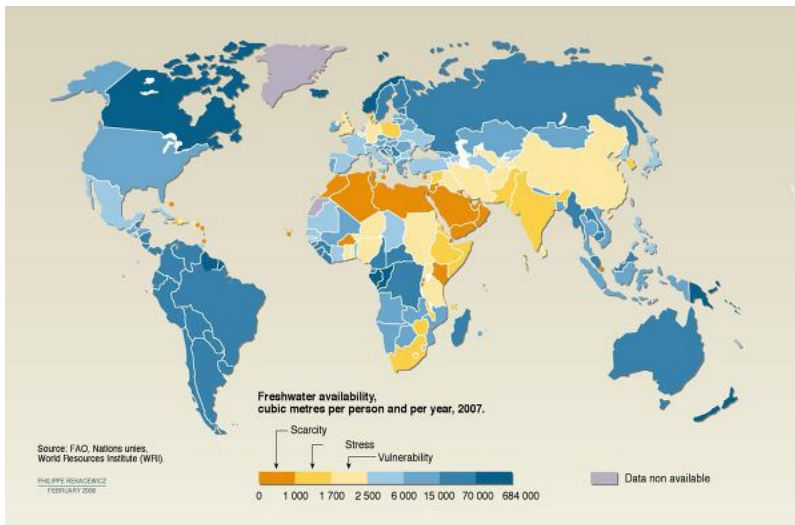 Freshwater availability,
cubic metres per person and per year, 2007.
Scarcity
Stress
Vulnerability
0 1 000 1 700 2 500 6 000 15 000 70 000 684 000
Data non available
Source: FAO, Nations unies,
World Resources Institute (WRI).
PHILIPPE REKACEWICZ
FEBRUARY 2006